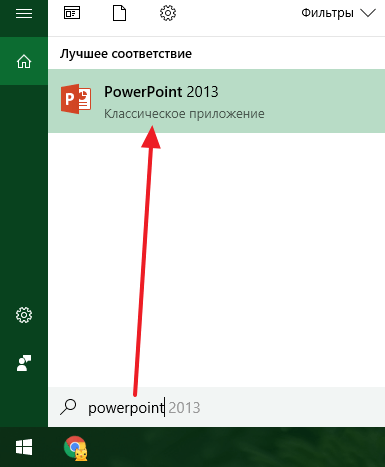 Фильтры
Лучшее соответствие
PowerPoint 2013
Классическое приложение
powerpoint 2013